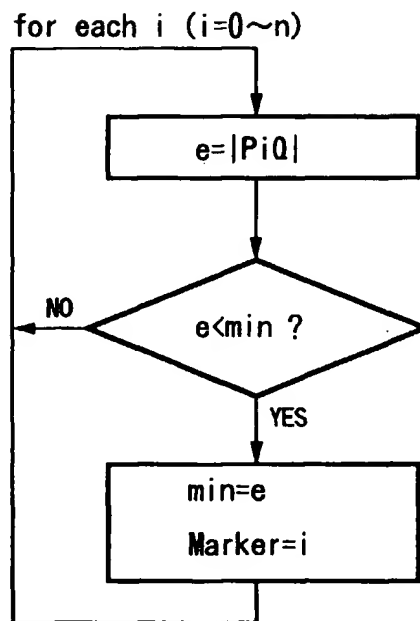 for each i (i=0~n)
e=|PiQ|
e<min ?
NO
YES
min=e
Marker=i